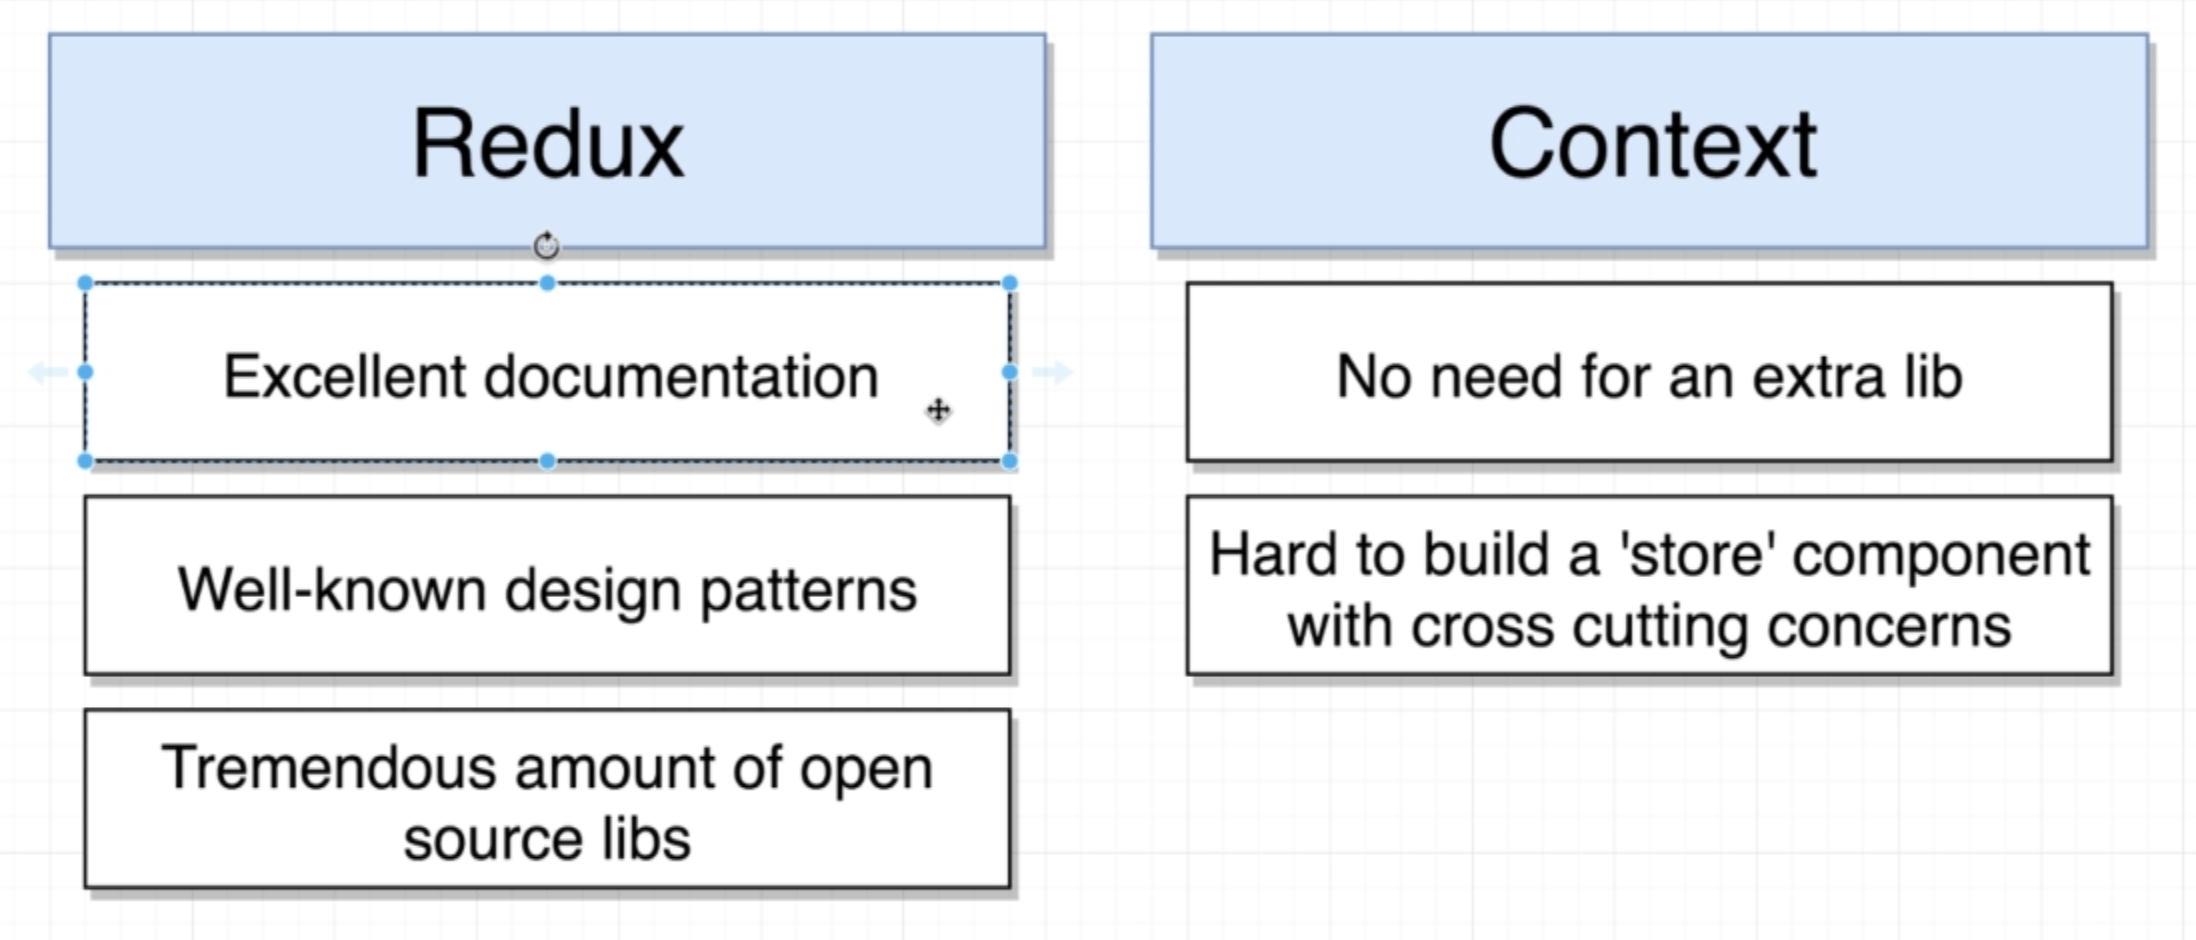 Redux
Excellent documentation
Well-known design patterns
Tremendous amount of open
source libs
Context
No need for an extra lib
Hard to build a 'store' component
with cross cutting concerns